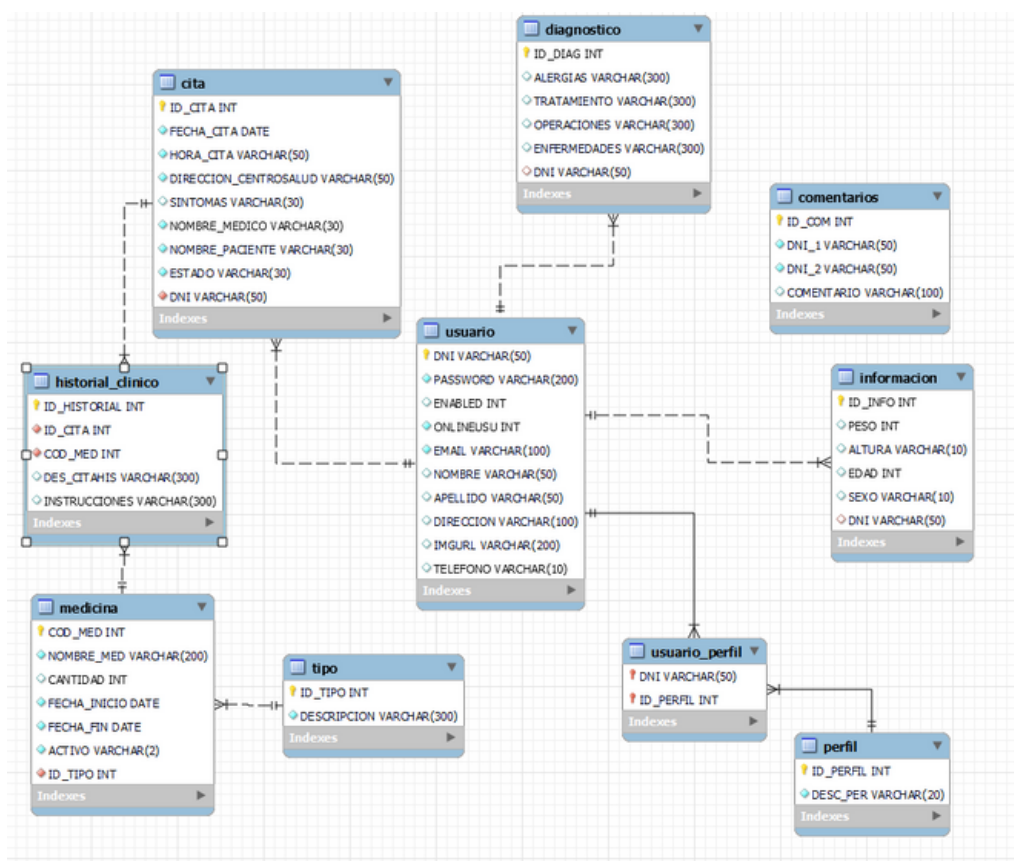 diagnostico
ID_DIAG INT
ALERGIAS VARCHAR(300)
TRATAMIENTO VARCHAR(300)
OPERACIONES VARCHAR(300)
ENFERMEDADES VARCHAR(300)
DNI VARCHAR(50)
Indexes
cita
ID_CITA INT
FECHA_CITA DATE
HORA_CITA VARCHAR(50)
DIRECCION_CENTROSALUD VARCHAR(50)
SINTOMAS VARCHAR(30)
NOMBRE_MEDICO VARCHAR(30)
NOMBRE_PACIENTE VARCHAR(30)
ESTADO VARCHAR(30)
DNI VARCHAR(50)
Indexes
comentarios
ID_COM INT
DNI_1 VARCHAR(50)
DNI_2 VARCHAR(50)
COMENTARIO VARCHAR(100)
Indexes
usuario
DNI VARCHAR(50)
PASSWORD VARCHAR(200)
ENABLED INT
ONLINEUSU INT
EMAIL VARCHAR(100)
NOMBRE VARCHAR(50)
APELLIDO VARCHAR(50)
DIRECCION VARCHAR(100)
IMGURL VARCHAR(200)
TELEFONO VARCHAR(10)
Indexes
historial_clinico
ID_HISTORIAL INT
ID_CITA INT
COD_MED INT
DES_CITAHIS VARCHAR(300)
INSTRUCCIONES VARCHAR(300)
Indexes
informacion
ID_INFO INT
PESO INT
ALTURA VARCHAR(10)
EDAD INT
SEXO VARCHAR(10)
DNI VARCHAR(50)
Indexes
medicina
COD_MED INT
NOMBRE_MED VARCHAR(200)
CANTIDAD INT
FECHA_INICIO DATE
FECHA_FIN DATE
ACTIVO VARCHAR(2)
ID_TIPO INT
Indexes
tipo
ID_TIPO INT
DESCRIPCION VARCHAR(300)
Indexes
usuario_perfil
DNI VARCHAR(50)
ID_PERFIL INT
Indexes
perfil
ID_PERFIL INT
DESC_PER VARCHAR(20)
Indexes